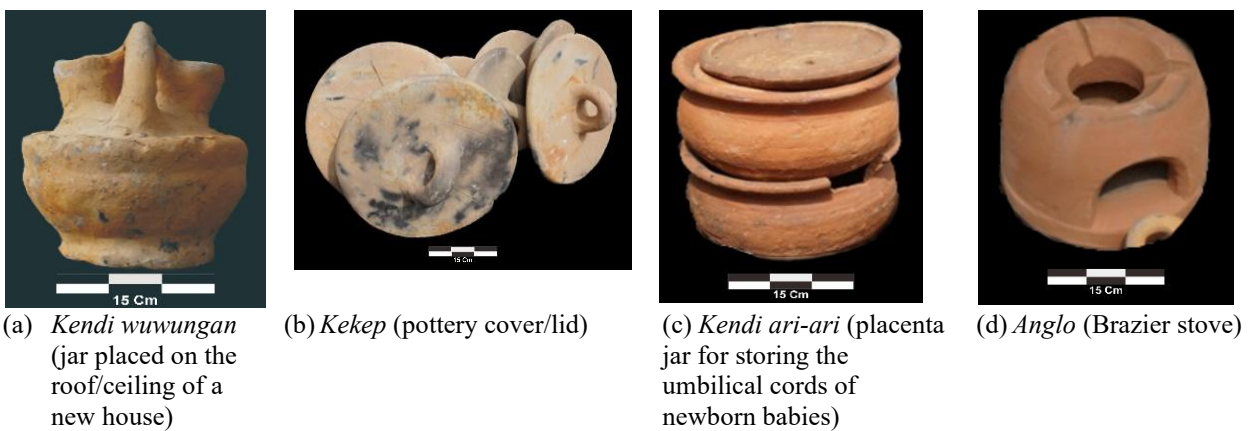 15 Cm
15 Cm
15 Cm
15 Cm
(a) Kendi wuwungan
(jar placed on the
roof/ceiling of a
new house)
(b) Kekep (pottery cover/lid)
(c) Kendi ari-ari (placenta
jar for storing the
umbilical cords of
newborn babies)
(d) Anglo (Brazier stove)